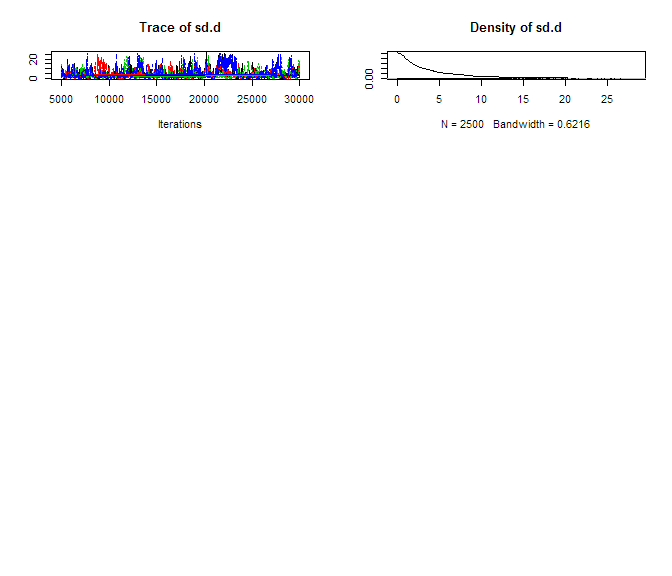 Trace of sd.d
0 20
5000 10000 15000 20000 25000 30000
Iterations
Density of sd.d
0.00
0 5 10 15 20 25
N = 2500 Bandwidth = 0.6216